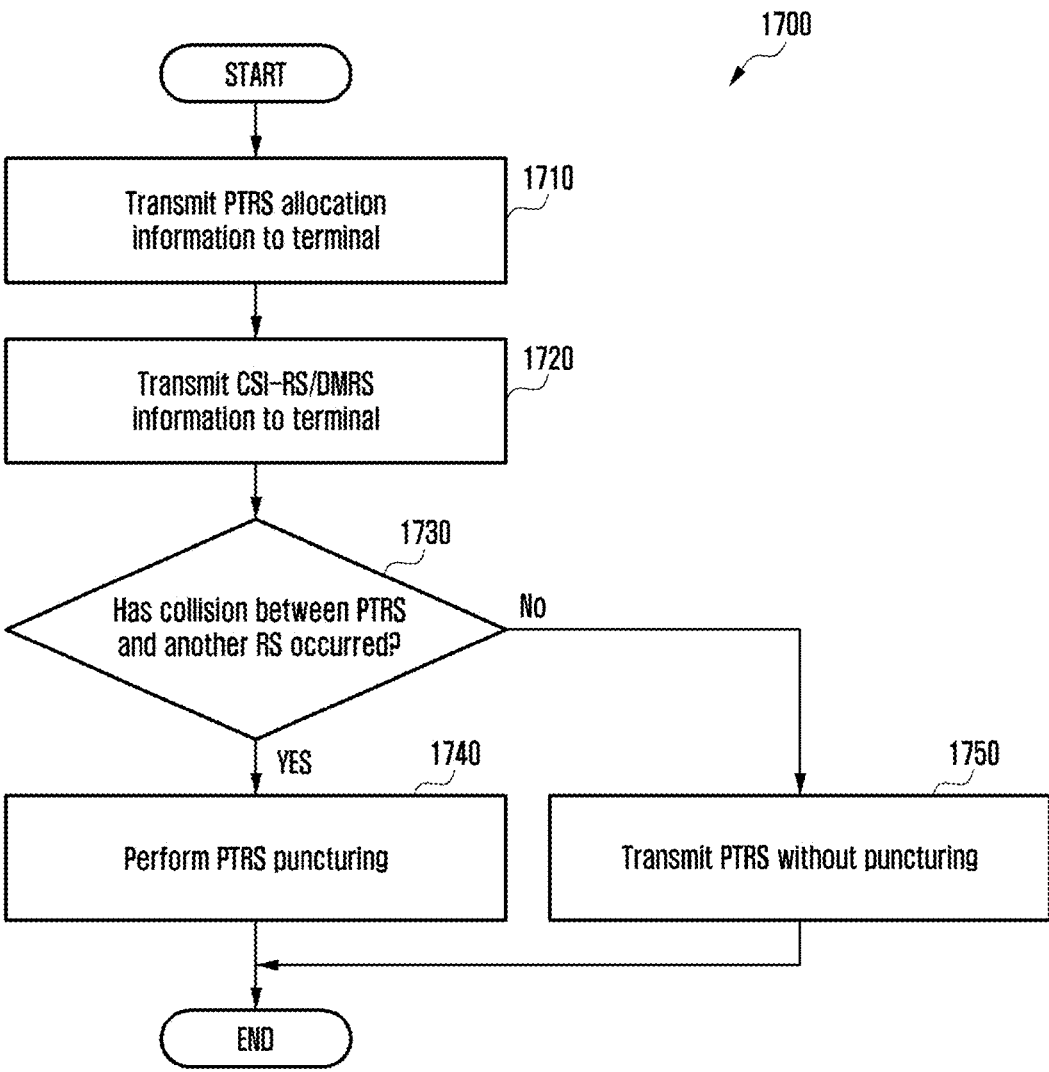 1700
START
1710
Transmit PTRS allocation
information to terminal
1720
Transmit CSI-RS/DMRS
information to terminal
1730
Has collision between PTRS
and another RS occurred?
No
YES
1740
Perform PTRS puncturing
1750
Transmit PTRS without puncturing
END